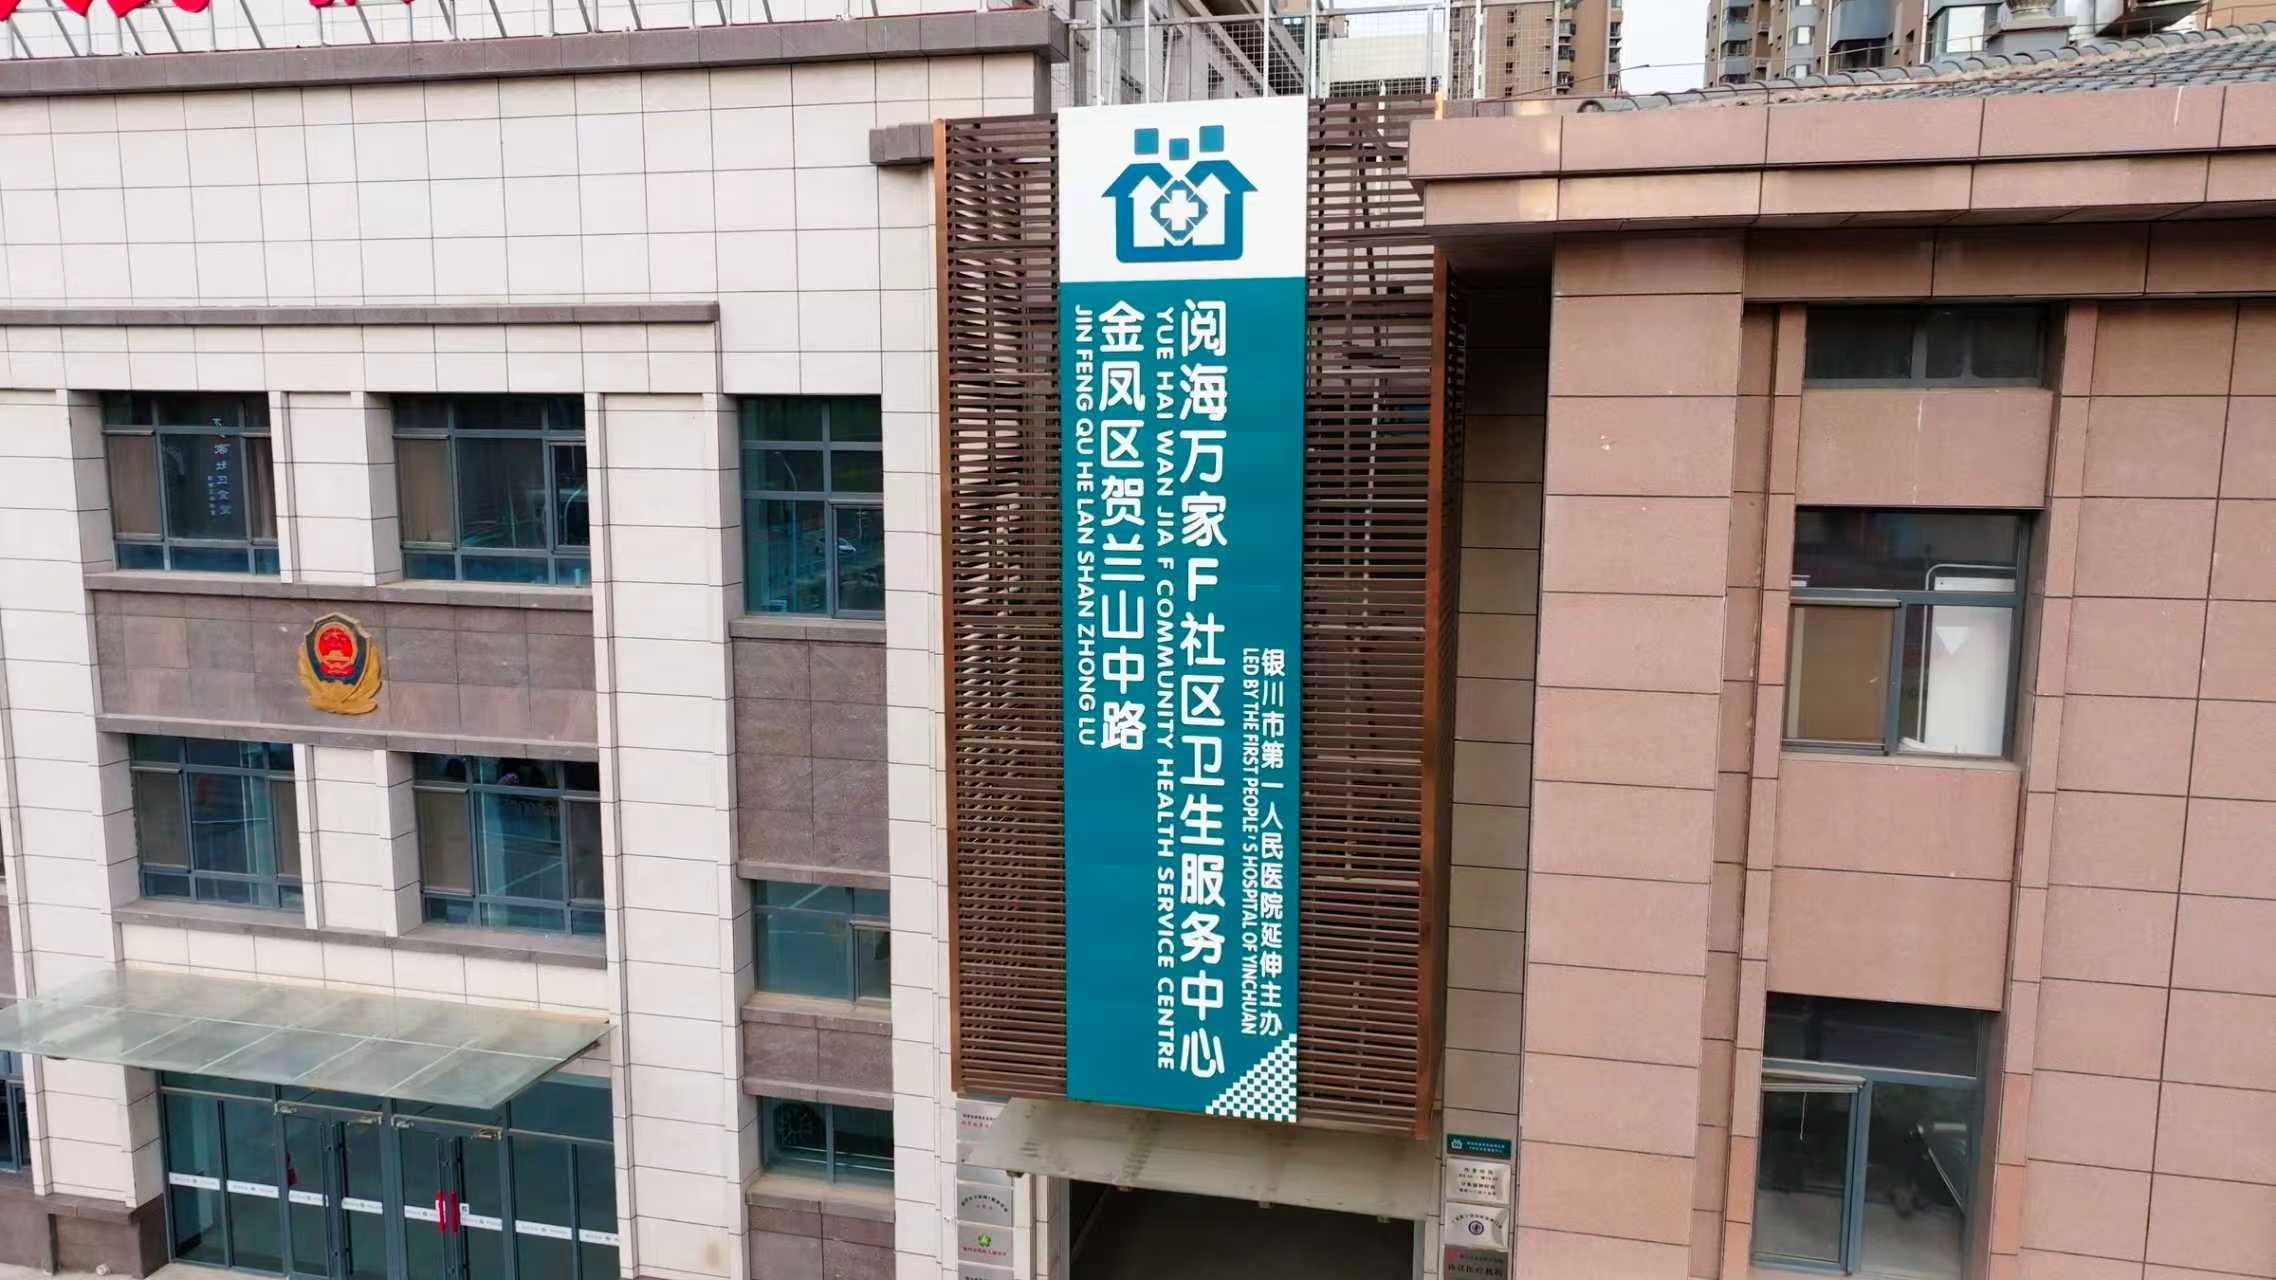 金凤区贺兰山中路
JIN FENG QU HE LAN SHAN ZHONG LU
阅海万家F社区卫生服务中心
YUE HAI WAN JIA F COMMUNITY HEALTH SERVICE CENTRE
银川市第一人民医院延伸主办
LED BY THE FIRST PEOPLE'S HOSPITAL OF YINCHUAN